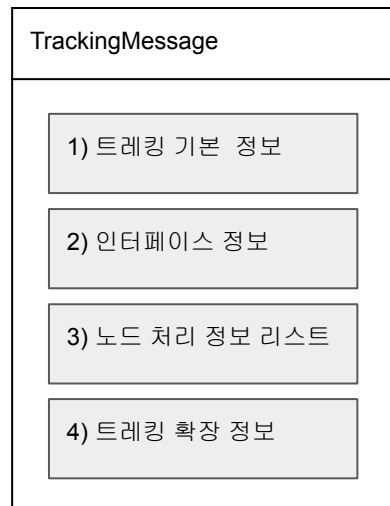 TrackingMessage
1) 트레킹 기본 정보
2) 인터페이스 정보
3) 노드 처리 정보 리스트
4) 트레킹 확장 정보